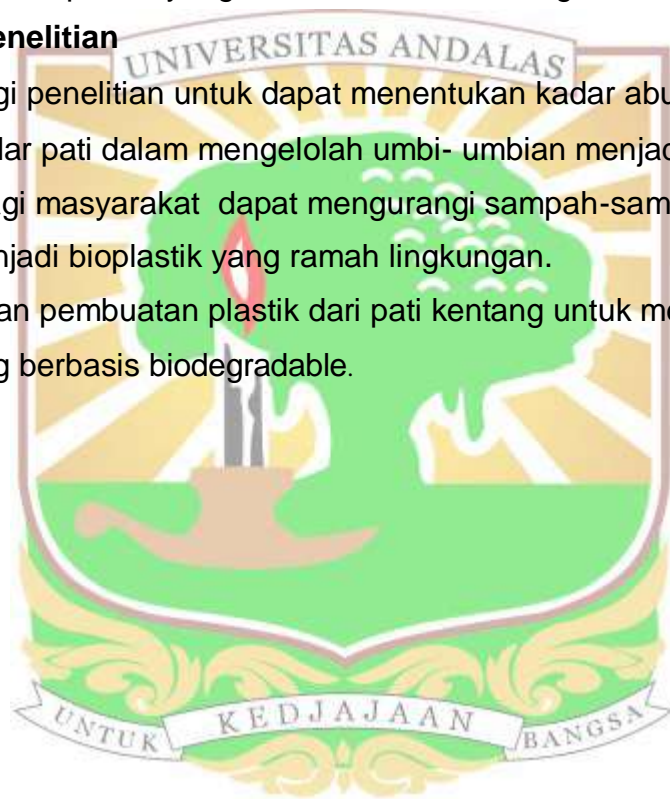 enelitian
UNIVERSITAS ANDALAS
gi penelitian untuk dapat menentukan kadar abu
lar pati dalam mengelolah umbi- umbian menjad
agi masyarakat dapat mengurangi sampah-sam
njadi bioplastik yang ramah lingkungan.
an pembuatan plastik dari pati kentang untuk me
g berbasis biodegradable.
UNTUK KEDJAJAAN BANGSA